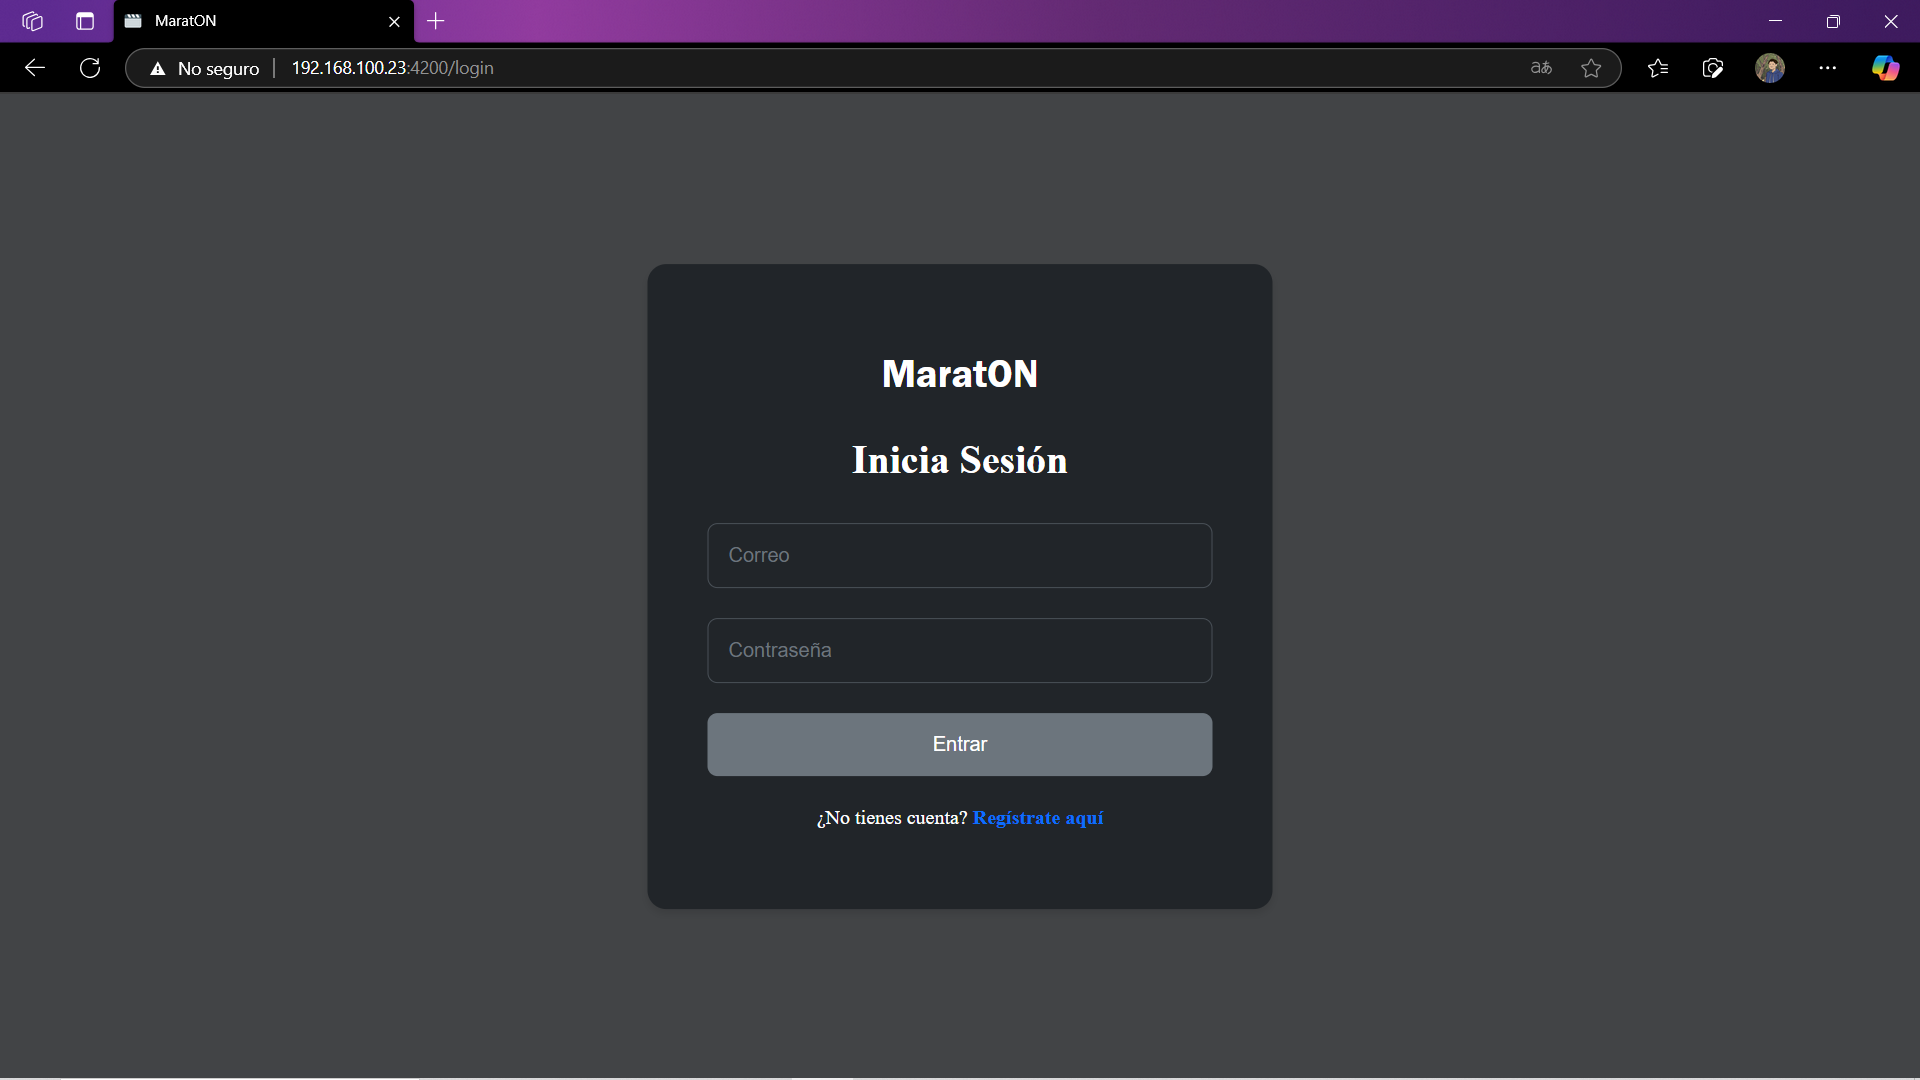 MaratON
No seguro
192.168.100.23:4200/login
MaratON
Inicia Sesión
Correo
Contraseña
Entrar
¿No tienes cuenta? Regístrate aquí